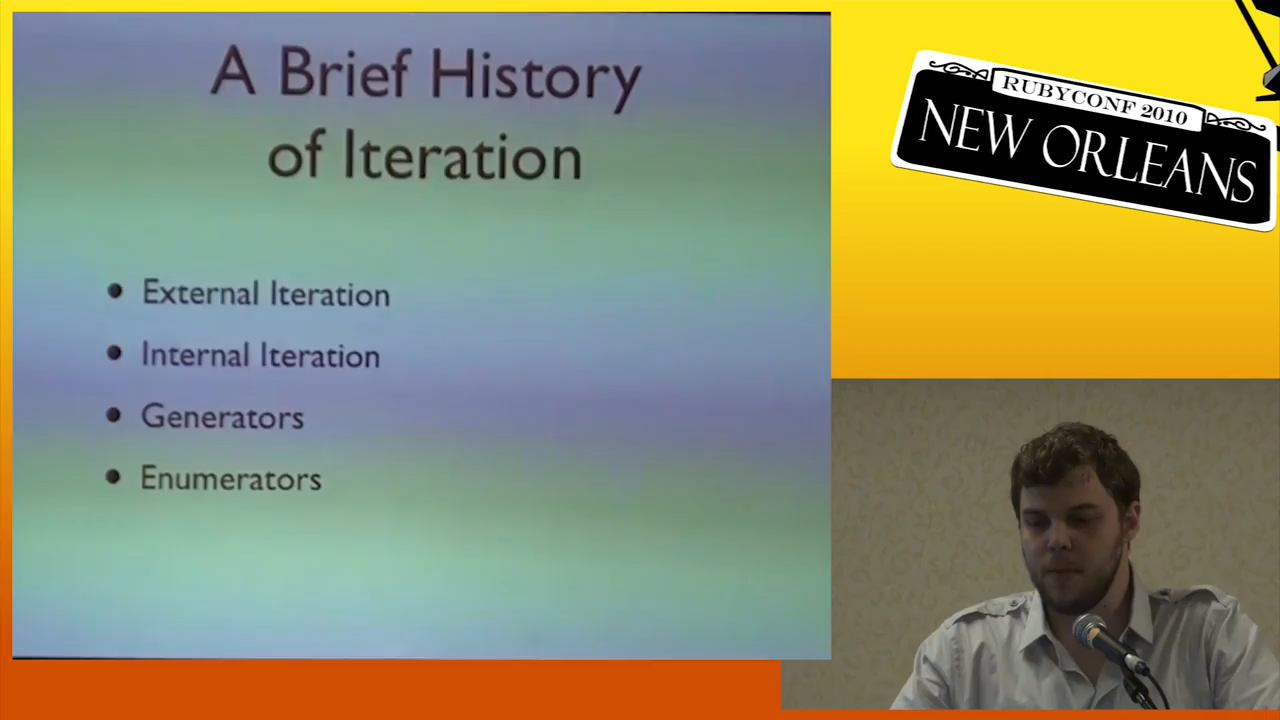 A Brief History
of Iteration
External Iteration
Internal Iteration
Generators
Enumerators
RUBYCONF 2010
NEW ORLEANS